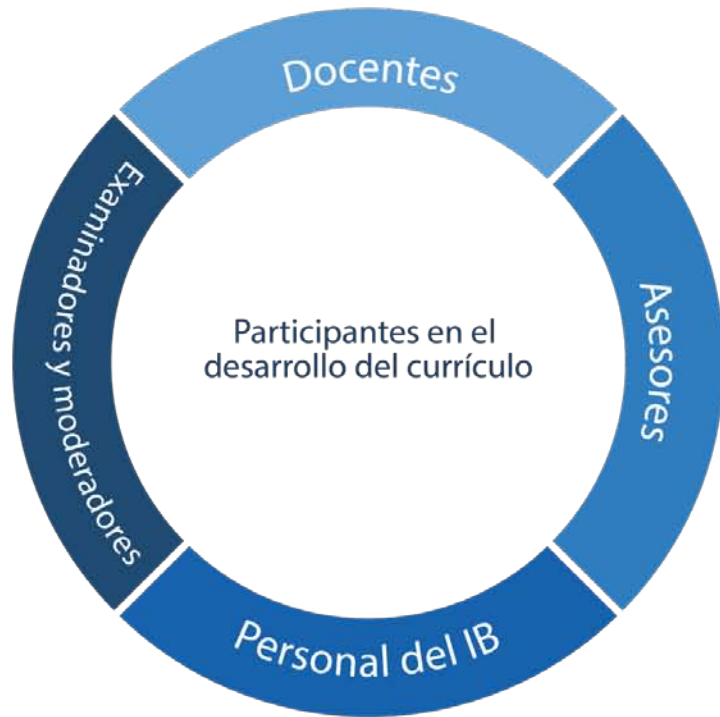 Docentes
Asesores
Personal del IB
Examinadores y moderadores
Participantes en el
desarrollo del currículo